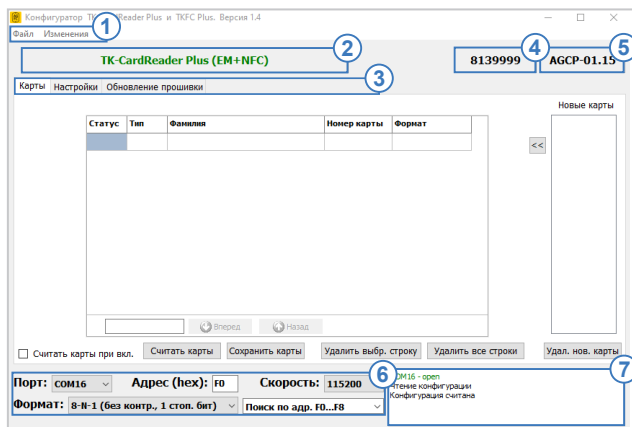 Конфигуратор TK-CardReader Plus и TKFC Plus. Версия 1.4
1
Файл Изменения
2
4
5
TK-CardReader Plus (EM+NFC)
8139999
AGCP-01.15
3
Карты Настройки Обновление прошивки
Новые карты
Статус Тип Фамилия Номер карты Формат
<<
Вперед Назад
Считать карты при вкл. Считать карты Сохранить карты Удалить выбр. строку Удалить все строки Удал. нов. карты
6
7
Порт: COM16 Адрес (hex): F0 Скорость: 115200
COM16 - open
Чтение конфигурации
Конфигурация считана
Формат: 8-N-1 (без контр., 1 стоп. бит) Поиск по адр. F0...F8